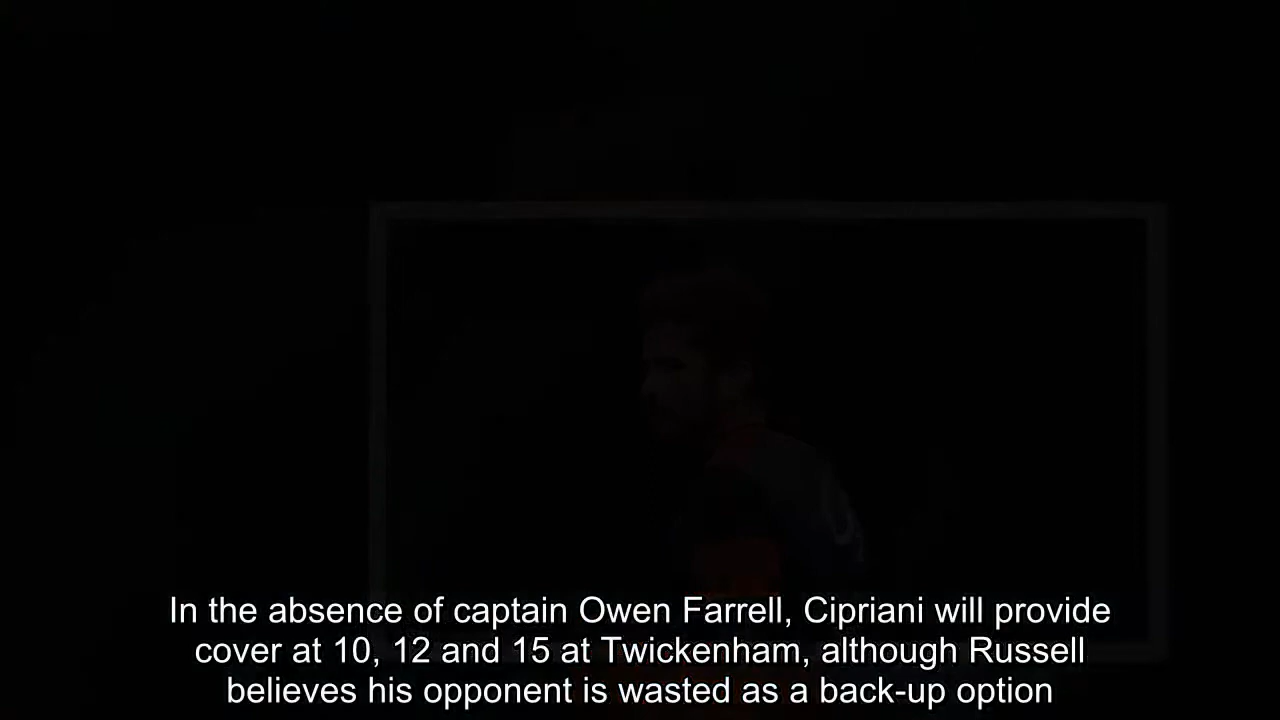 In the absence of captain Owen Farrell, Cipriani will provide
cover at 10, 12 and 15 at Twickenham, although Russell
believes his opponent is wasted as a back-up option